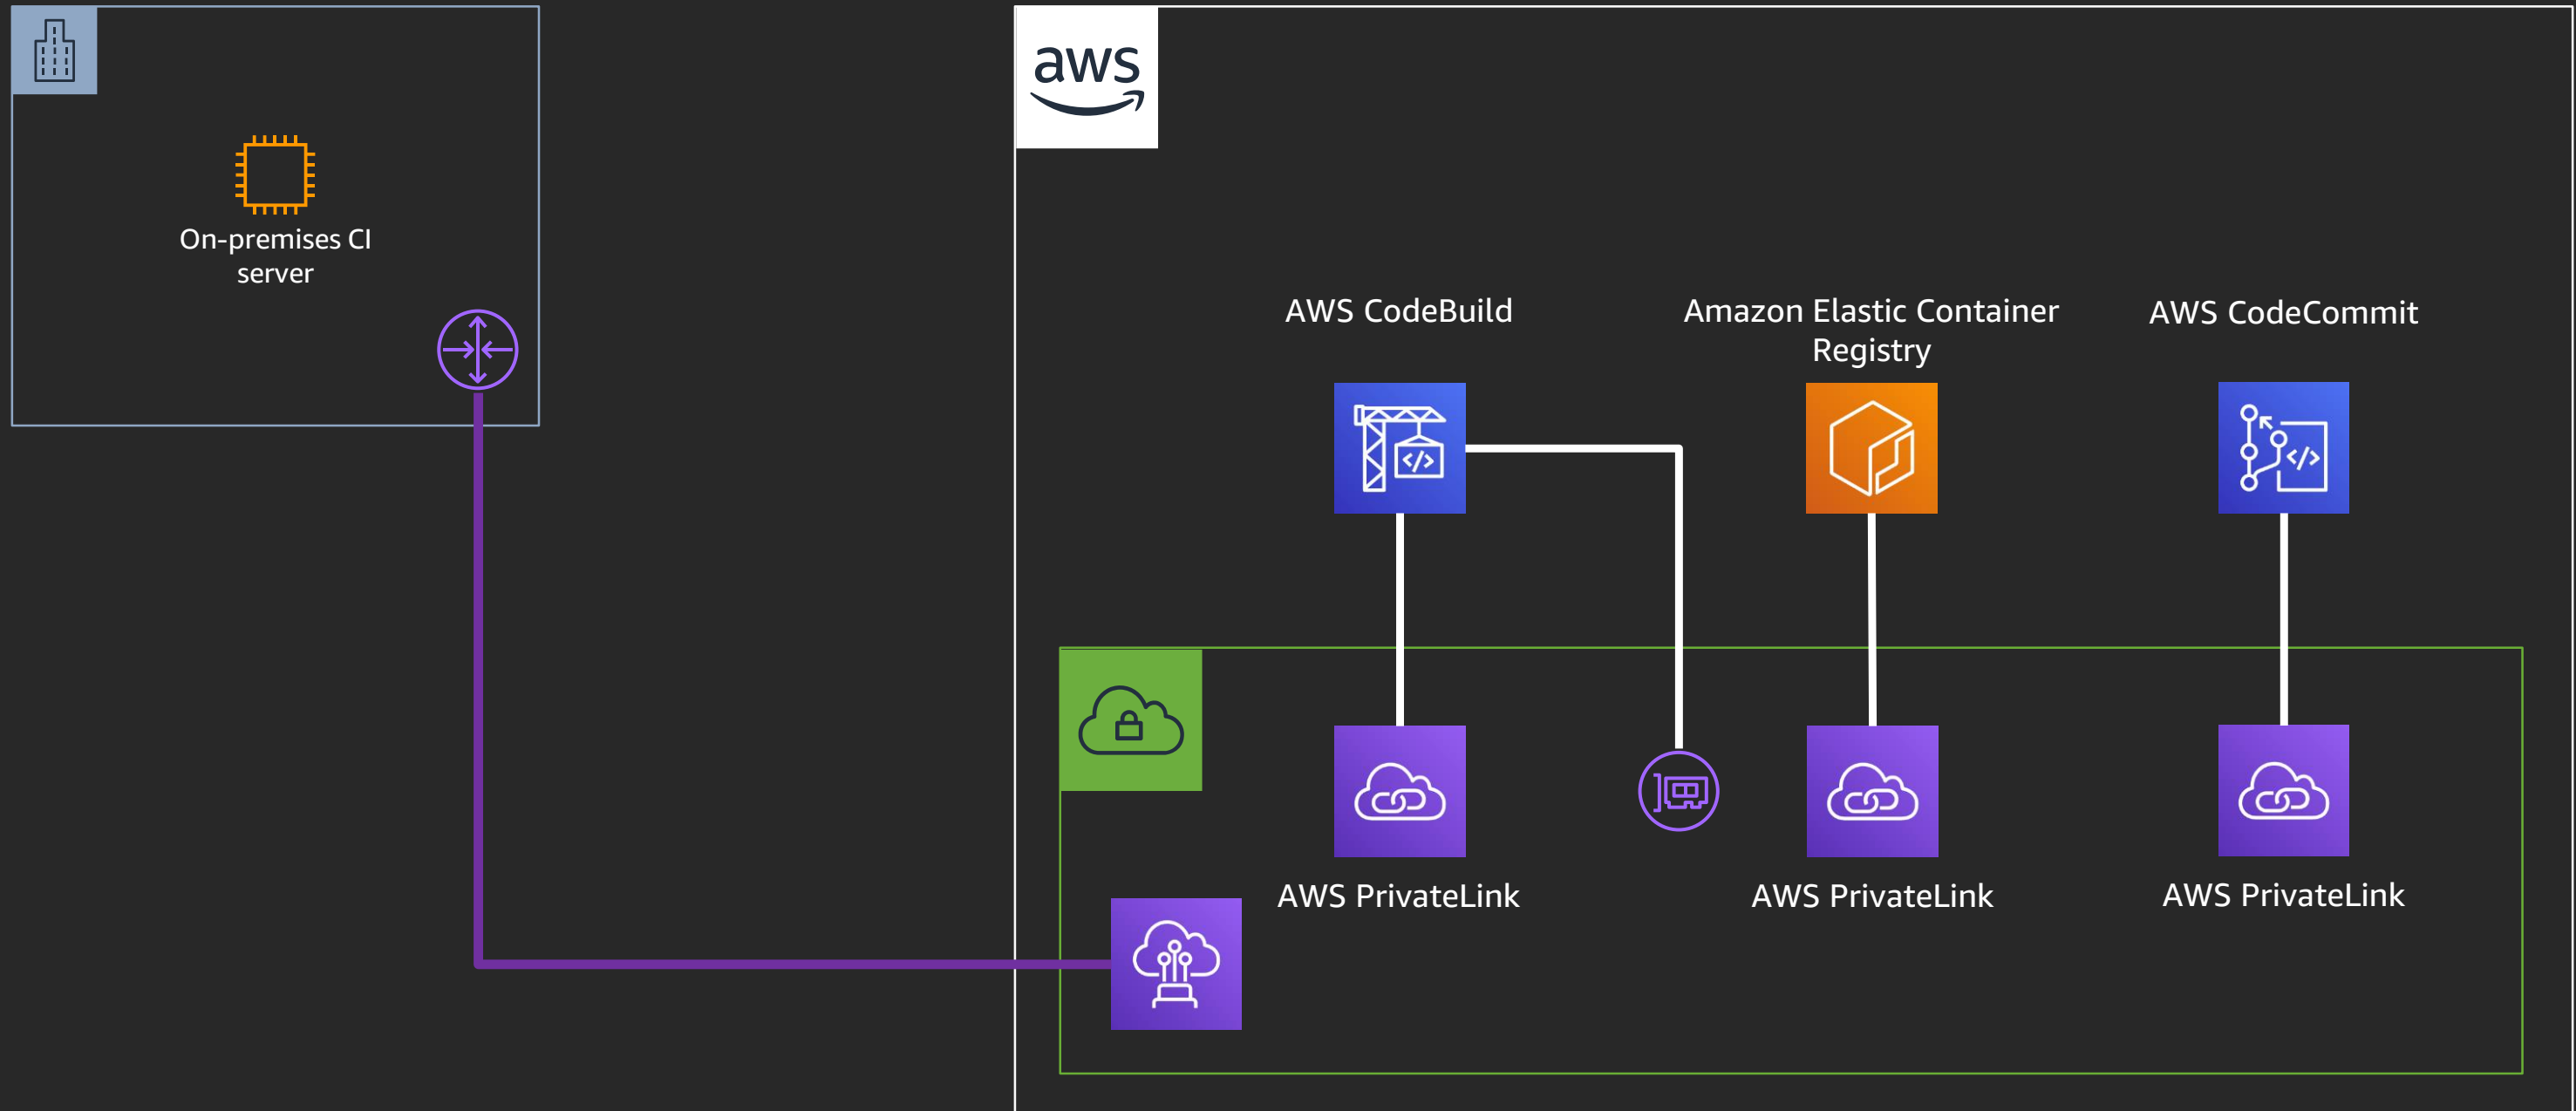 aws
On-premises CI
server
AWS CodeBuild
Amazon Elastic Container
Registry
AWS CodeCommit
AWS PrivateLink
AWS PrivateLink
AWS PrivateLink